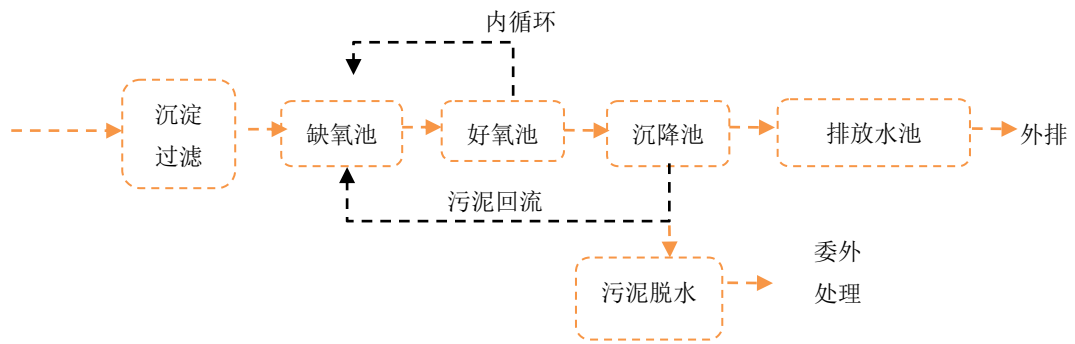 内循环
沉淀
过滤
缺氧池
好氧池
沉降池
排放水池
外排
污泥回流
污泥脱水
委外
处理